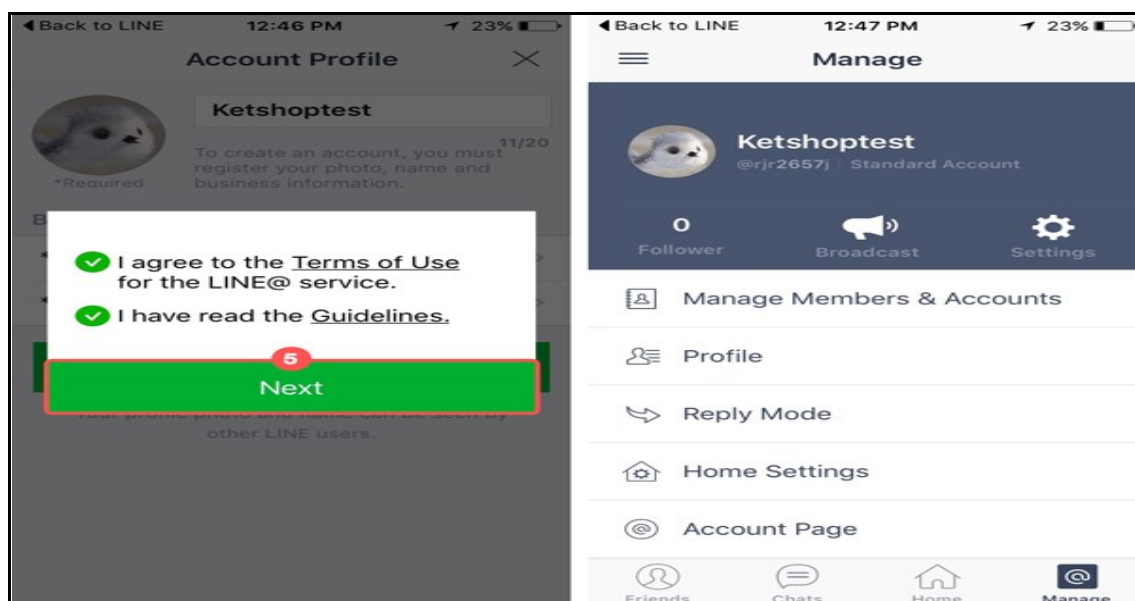 Back to LINE 12:46 PM 23%
Account Profile
Ketshoptest
11/20
To create an account, you must
register your photo, name and
business information.
*Required
B
*
*
I agree to the Terms of Use
for the LINE@ service.
I have read the Guidelines.
5
Next
Your profile photo and name can be seen by
other LINE users.
Back to LINE 12:47 PM 23%
Manage
Ketshoptest
@rjr2657j Standard Account
0
Follower Broadcast Settings
Manage Members & Accounts
Profile
Reply Mode
Home Settings
Account Page
Friends Chats Home Manage